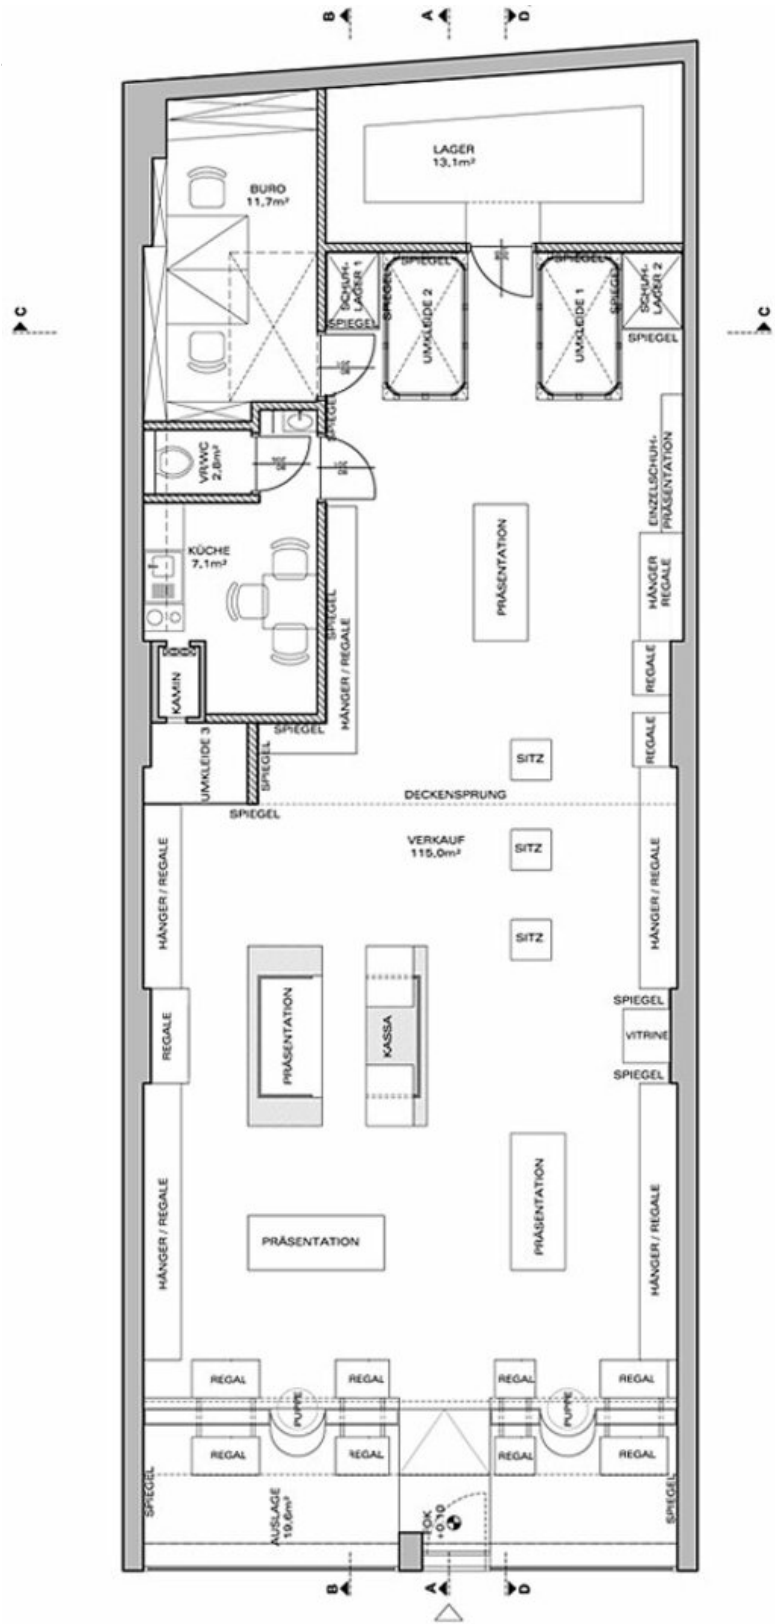 B
A
D
LAGER
13,1m²
BÜRO
11,7m²
SPIEGEL
SPIEGEL
SCHUH-
LAGER 1
SPIEGEL
SPIEGEL
UMKLEIDE 2
UMKLEIDE 1
SPIEGEL
SCHUH-
LAGER 2
SPIEGEL
C
C
SPIEGEL
VR/WC
2,8m²
EINZELSCHUH-
PRÄSENTATION
KÜCHE
7,1m²
PRÄSENTATION
HÄNGER
REGALE
SPIEGEL
HÄNGER / REGALE
KAMIN
REGALE
SPIEGEL
REGALE
UMKLEIDE 3
SPIEGEL
SITZ
DECKENSPRUNG
SPIEGEL
VERKAUF
115,0m²
SITZ
HÄNGER / REGALE
HÄNGER / REGALE
SITZ
SPIEGEL
REGALE
PRÄSENTATION
KASSA
VITRINE
SPIEGEL
HÄNGER / REGALE
PRÄSENTATION
HÄNGER / REGALE
PRÄSENTATION
REGAL
REGAL
REGAL
REGAL
PUPPE
PUPPE
REGAL
REGAL
REGAL
REGAL
SPIEGEL
AUSLAGE
19,6m²
FOK
+0,10
SPIEGEL
B
A
D